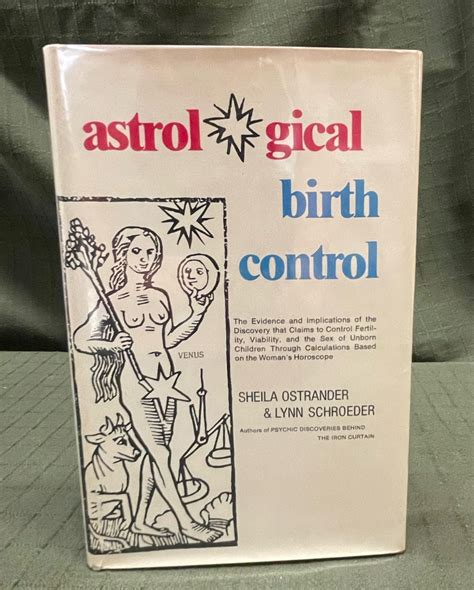 astrol gical
birth
control
The Evidence and Implications of the
Discovery that Claims to Control Fertil-
ity, Viability, and the Sex of Unborn
Children Through Calculations Based
on the Woman's Horoscope
VENUS
SHEILA OSTRANDER
& LYNN SCHROEDER
Authors of PSYCHIC DISCOVERIES BEHIND
THE IRON CURTAIN